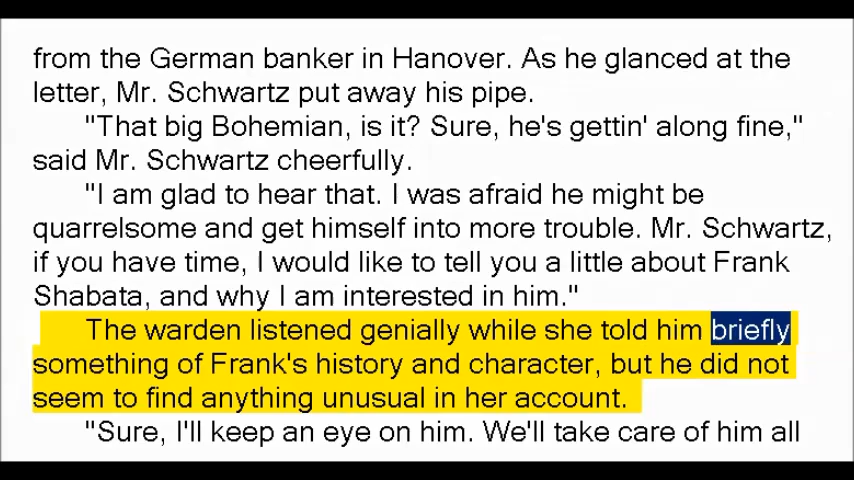 from the German banker in Hanover. As he glanced at the
letter, Mr. Schwartz put away his pipe.
"That big Bohemian, is it? Sure, he's gettin' along fine,"
said Mr. Schwartz cheerfully.
"I am glad to hear that. I was afraid he might be
quarrelsome and get himself into more trouble. Mr. Schwartz,
if you have time, I would like to tell you a little about Frank
Shabata, and why I am interested in him."
The warden listened genially while she told him briefly
something of Frank's history and character, but he did not
seem to find anything unusual in her account.
"Sure, I'll keep an eye on him. We'll take care of him all